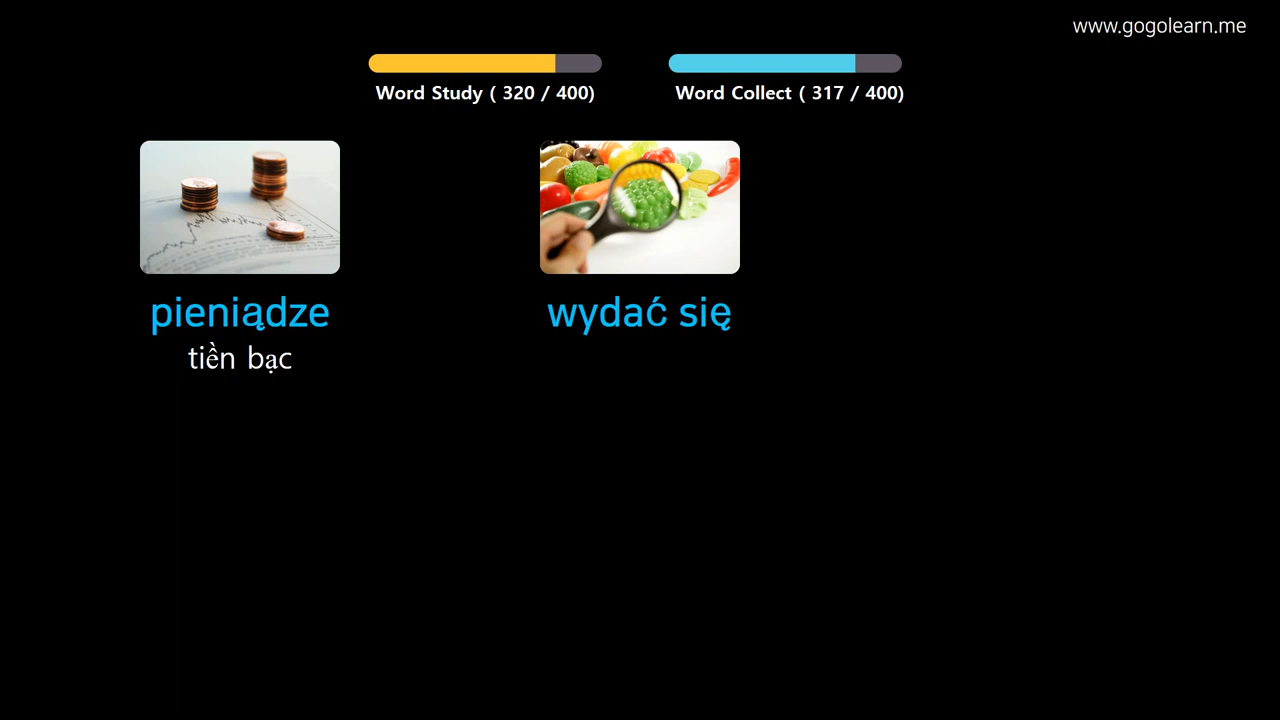 www.gogolearn.me
Word Study ( 320 / 400)
Word Collect ( 317 / 400)
pieniądze
tiền bạc
wydać się